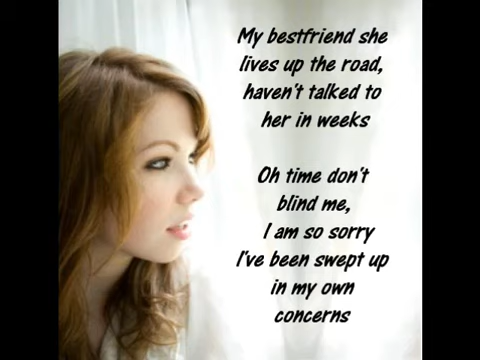 My bestfriend she
lives up the road,
haven't talked to
her in weeks
Oh time don't
blind me,
I am so sorry
I've been swept up
in my own
concerns